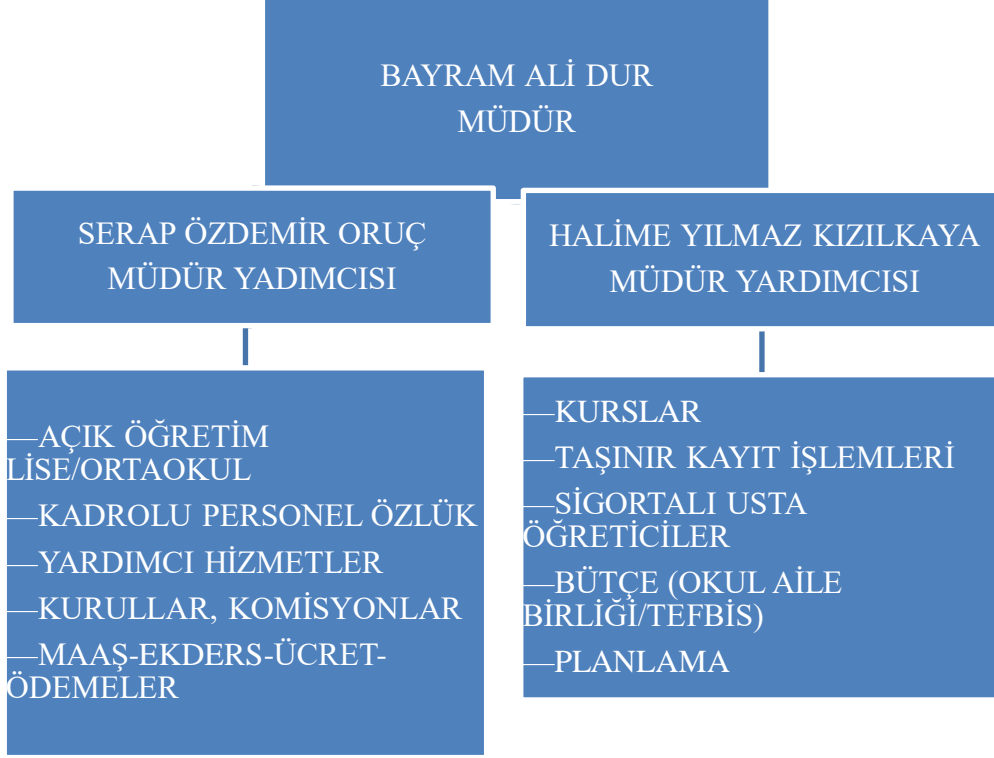 BAYRAM ALİ DUR
MÜDÜR
SERAP ÖZDEMİR ORUÇ
MÜDÜR YADIMCISI
HALİME YILMAZ KIZILKAYA
MÜDÜR YARDIMCISI
—AÇIK ÖĞRETİM
LİSE/ORTAOKUL
—KADROLU PERSONEL ÖZLÜK
—YARDIMCI HİZMETLER
—KURULLAR, KOMİSYONLAR
—MAAŞ-EKDERS-ÜCRET-
ÖDEMELER
—KURSLAR
—TAŞINIR KAYIT İŞLEMLERİ
—SİGORTALI USTA
ÖĞRETİCİLER
—BÜTÇE (OKUL AİLE
BİRLİĞİ/TEFBİS)
—PLANLAMA